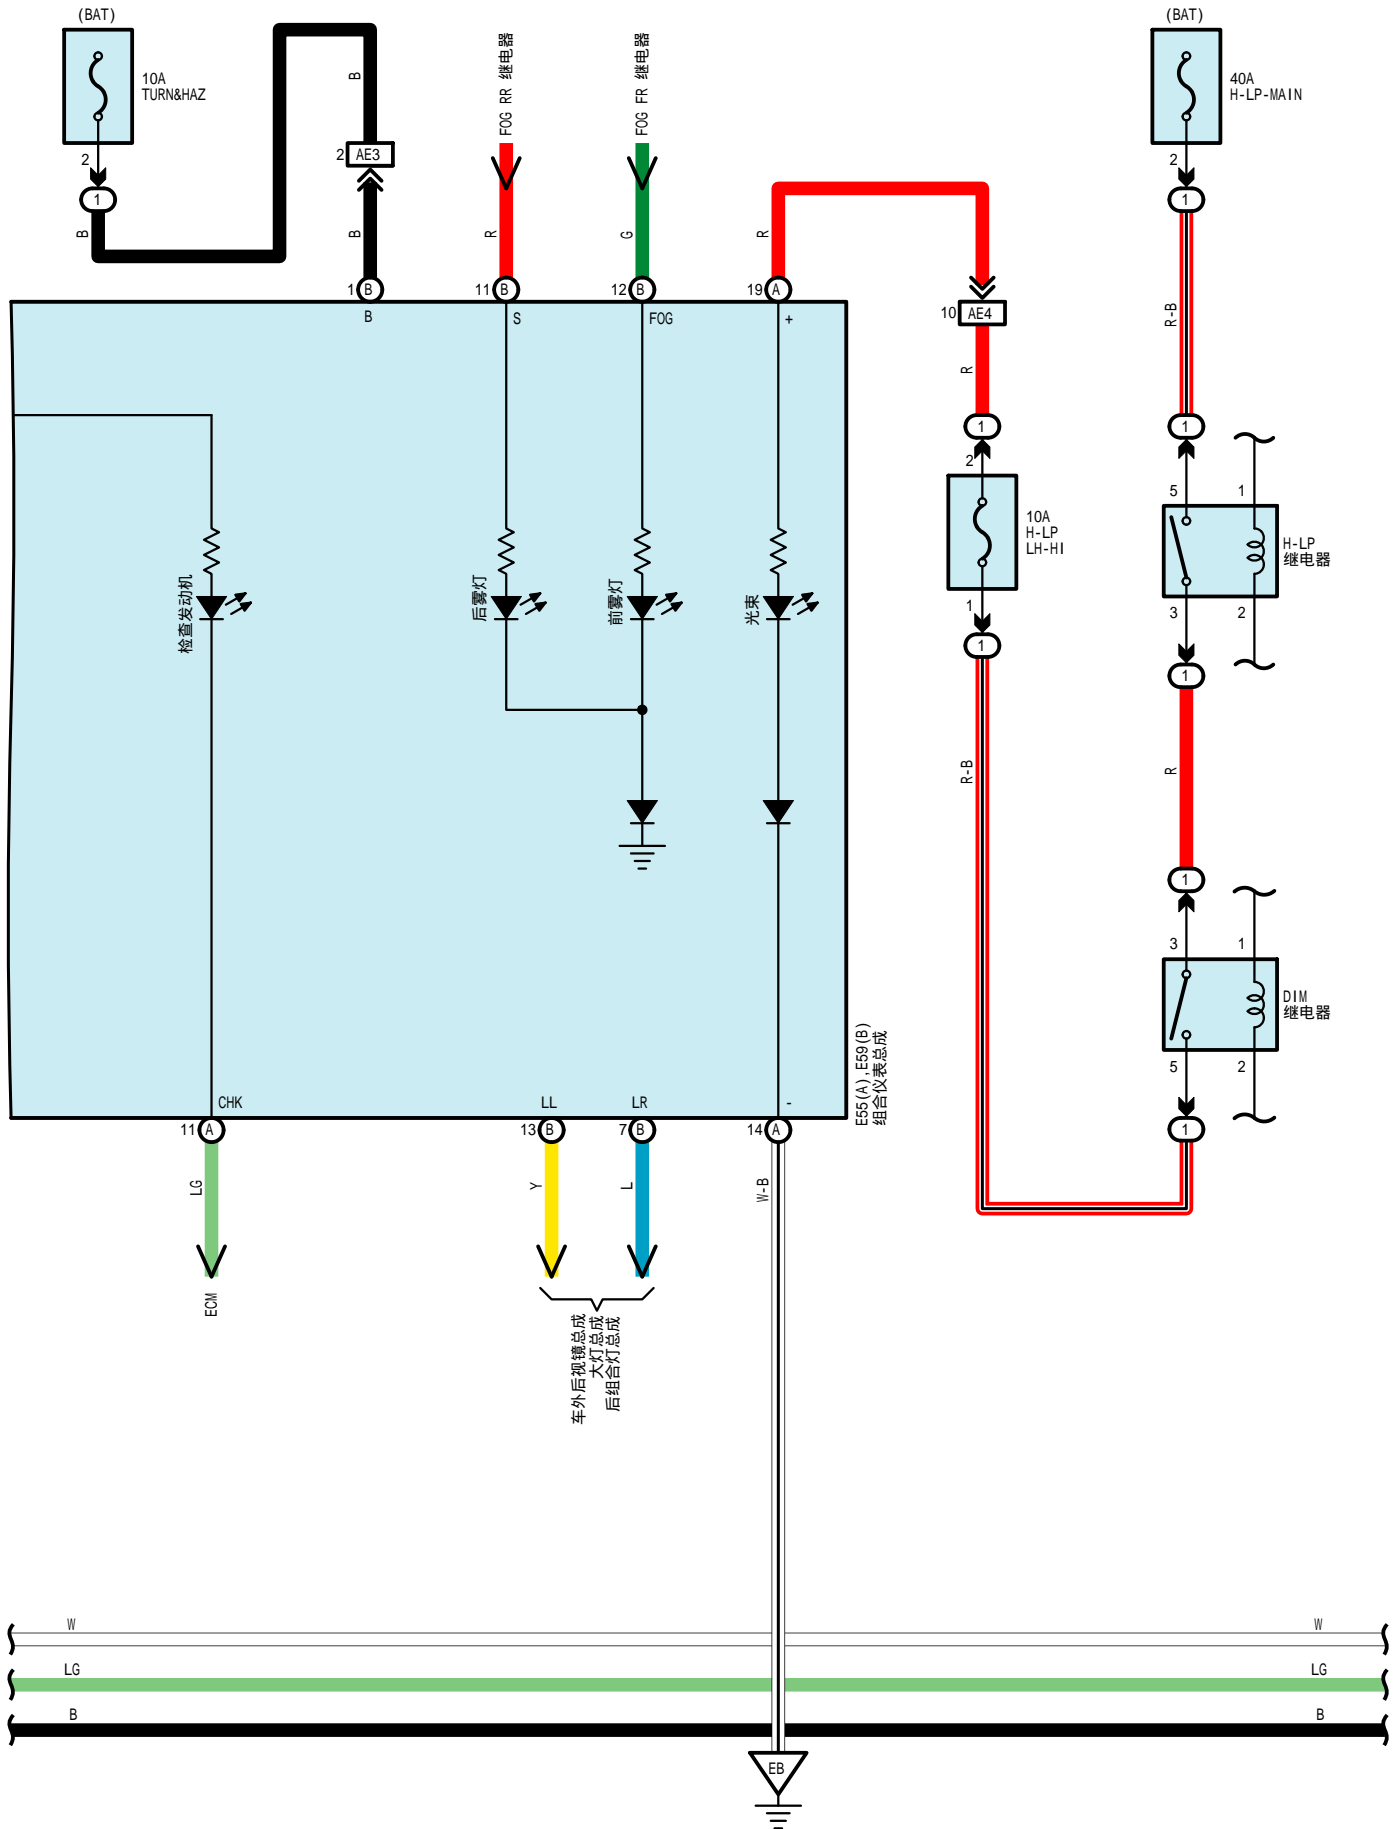 (BAT)
10A
TURN&HAZ
2
1
B
B
2
AE3
B
FOG RR 继电器
R
FOG FR 继电器
G
R
(BAT)
40A
H-LP-MAIN
2
1
R-B
1
1
B
B
11
B
S
12
B
FOG
19
A
+
10
AE4
R
1
2
10A
H-LP
LH-HI
1
1
R-B
5
1
H-LP
继电器
3
2
1
R
1
3
1
DIM
继电器
5
2
1
检查发动机
后雾灯
前雾灯
光束
E55(A),E59(B)
组合仪表总成
CHK
11
A
LG
ECM
LL
13
B
Y
LR
7
B
L
车外后视镜总成
大灯总成
后组合灯总成
-
14
A
W-B
W
W
LG
LG
B
B
EB